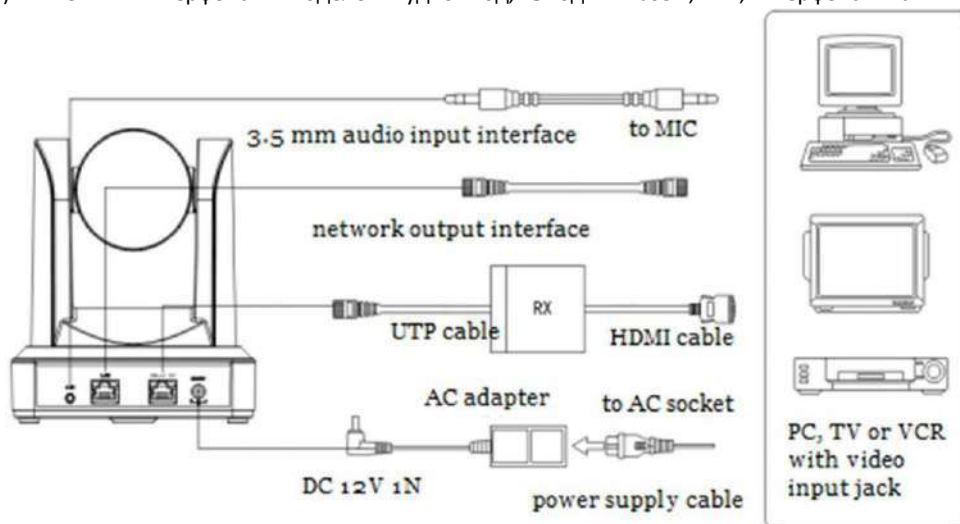 3.5 mm audio input interface
to MIC
network output interface
UTP cable
RX
HDMI cable
AC adapter
to AC socket
DC 12V 1N
power supply cable
PC, TV or VCR
with video
input jack